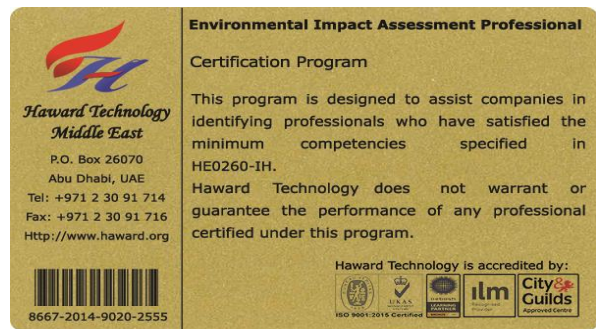 Haward Technology
Middle East
P.O. Box 26070
Abu Dhabi, UAE
Tel: +971 2 30 91 714
Fax: +971 2 30 91 716
Http://www.haward.org
8667-2014-9020-2555
Environmental Impact Assessment Professional
Certification Program
This program is designed to assist companies in
identifying professionals who have satisfied the
minimum competencies specified in
HE0260-IH.
Haward Technology does not warrant or
guarantee the performance of any professional
certified under this program.
Haward Technology is accredited by:
UKAS
ISO 9001:2015 Certified
LEARNING
PARTNER
ilm
Recognised
Provider
City&
Guilds
Approved Centre